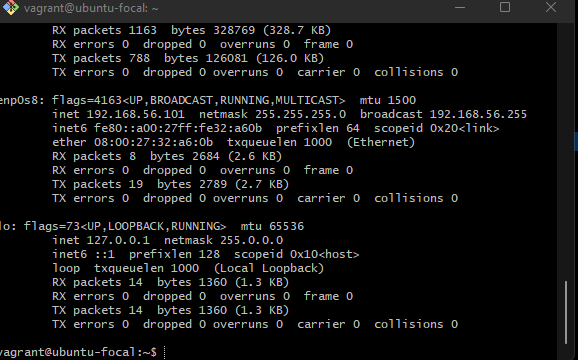 vagrant@ubuntu-focal: ~
RX packets 1163  bytes 328769 (328.7 KB)
RX errors 0  dropped 0  overruns 0  frame 0
TX packets 788  bytes 126081 (126.0 KB)
TX errors 0  dropped 0 overruns 0  carrier 0  collisions 0
enp0s8: flags=4163<UP,BROADCAST,RUNNING,MULTICAST>  mtu 1500
inet 192.168.56.101  netmask 255.255.255.0  broadcast 192.168.56.255
inet6 fe80::a00:27ff:fe32:a60b  prefixlen 64  scopeid 0x20<link>
ether 08:00:27:32:a6:0b  txqueuelen 1000  (Ethernet)
RX packets 8  bytes 2684 (2.6 KB)
RX errors 0  dropped 0  overruns 0  frame 0
TX packets 19  bytes 2789 (2.7 KB)
TX errors 0  dropped 0 overruns 0  carrier 0  collisions 0
lo: flags=73<UP,LOOPBACK,RUNNING>  mtu 65536
inet 127.0.0.1  netmask 255.0.0.0
inet6 ::1  prefixlen 128  scopeid 0x10<host>
loop  txqueuelen 1000  (Local Loopback)
RX packets 14  bytes 1360 (1.3 KB)
RX errors 0  dropped 0  overruns 0  frame 0
TX packets 14  bytes 1360 (1.3 KB)
TX errors 0  dropped 0 overruns 0  carrier 0  collisions 0
vagrant@ubuntu-focal:~$